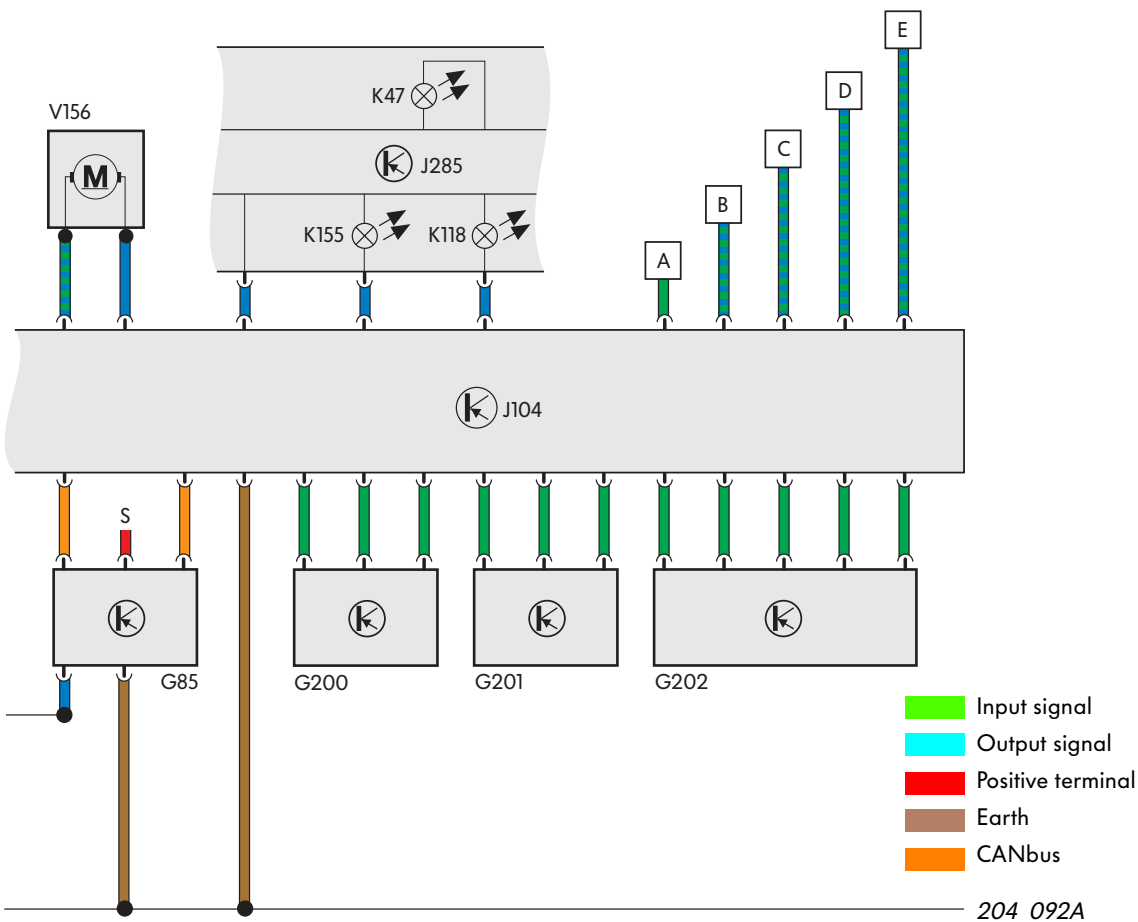 E
D
K47
V156
C
J285
M
B
K155
K118
A
J104
S
G85
G200
G201
G202
Input signal
Output signal
Positive terminal
Earth
CANbus
204_092A